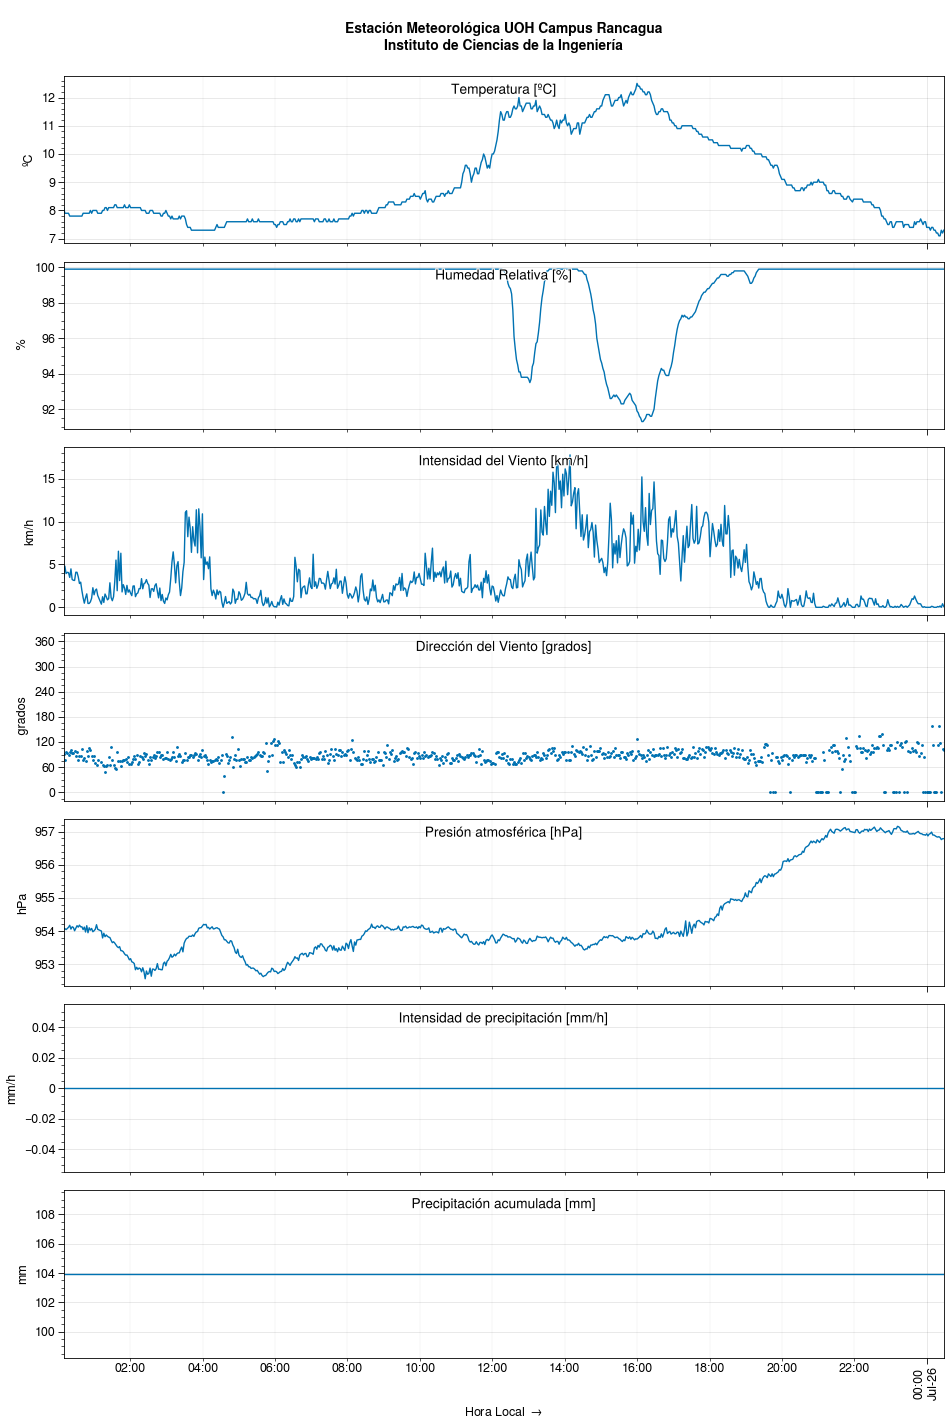 Estación Meteorológica UOH Campus Rancagua
Instituto de Ciencias de la Ingeniería
Temperatura [ºC]
ºC
12
11
10
9
8
7
Humedad Relativa [%]
%
100
98
96
94
92
Intensidad del Viento [km/h]
km/h
15
10
5
0
Dirección del Viento [grados]
grados
360
300
240
180
120
60
0
Presión atmosférica [hPa]
hPa
957
956
955
954
953
Intensidad de precipitación [mm/h]
mm/h
0.04
0.02
0
−0.02
−0.04
Precipitación acumulada [mm]
mm
108
106
104
102
100
02:00 04:00 06:00 08:00 10:00 12:00 14:00 16:00 18:00 20:00 22:00 00:00
Jul-26
Hora Local →